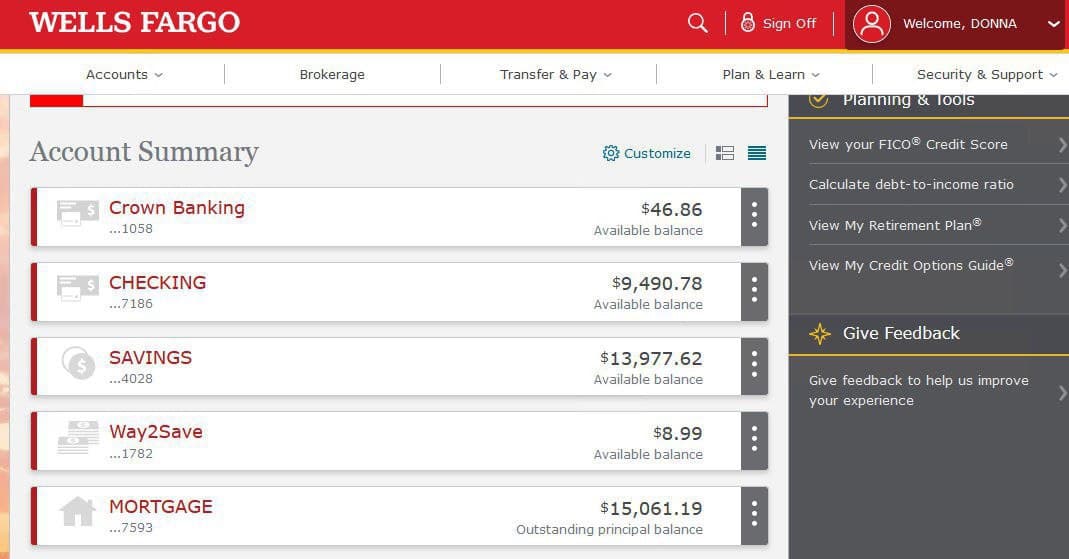 WELLS FARGO
Sign Off
Welcome, DONNA
Accounts
Brokerage
Transfer & Pay
Plan & Learn
Security & Support
Account Summary
Customize
Crown Banking
...1058
$46.86
Available balance
CHECKING
...7186
$9,490.78
Available balance
SAVINGS
...4028
$13,977.62
Available balance
Way2Save
...1782
$8.99
Available balance
MORTGAGE
...7593
$15,061.19
Outstanding principal balance
Planning & Tools
View your FICO® Credit Score
Calculate debt-to-income ratio
View My Retirement Plan®
View My Credit Options Guide®
Give Feedback
Give feedback to help us improve
your experience